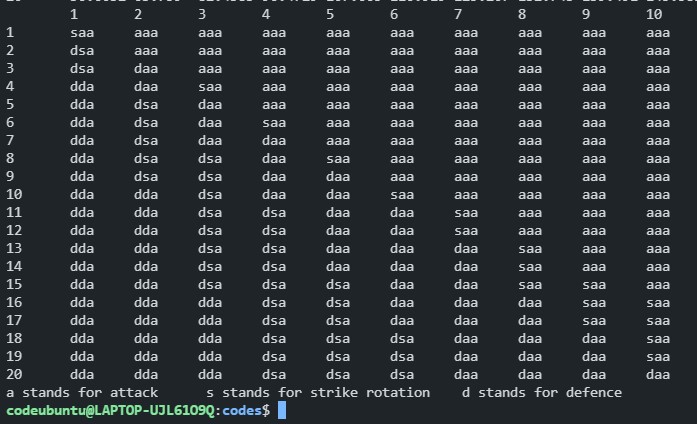 1 2 3 4 5 6 7 8 9 10
1 saa aaa aaa aaa aaa aaa aaa aaa aaa aaa
2 dsa aaa aaa aaa aaa aaa aaa aaa aaa aaa
3 dsa daa aaa aaa aaa aaa aaa aaa aaa aaa
4 dda daa saa aaa aaa aaa aaa aaa aaa aaa
5 dda dsa daa aaa aaa aaa aaa aaa aaa aaa
6 dda dsa daa saa aaa aaa aaa aaa aaa aaa
7 dda dsa daa daa aaa aaa aaa aaa aaa aaa
8 dda dsa dsa daa saa aaa aaa aaa aaa aaa
9 dda dsa dsa daa daa aaa aaa aaa aaa aaa
10 dda dda dsa daa daa saa aaa aaa aaa aaa
11 dda dda dsa dsa daa daa saa aaa aaa aaa
12 dda dda dsa dsa daa daa saa aaa aaa aaa
13 dda dda dsa dsa daa daa daa saa aaa aaa
14 dda dda dsa dsa daa daa daa saa aaa aaa
15 dda dda dsa dsa dsa daa daa saa saa aaa
16 dda dda dda dsa dsa daa daa daa saa saa
17 dda dda dda dsa dsa daa daa daa saa saa
18 dda dda dda dsa dsa dsa daa daa daa saa
19 dda dda dda dsa dsa dsa daa daa daa saa
20 dda dda dda dsa dsa dsa daa daa daa daa
a stands for attack s stands for strike rotation d stands for defence
codeubuntu@LAPTOP-UJL61O9Q:codes$